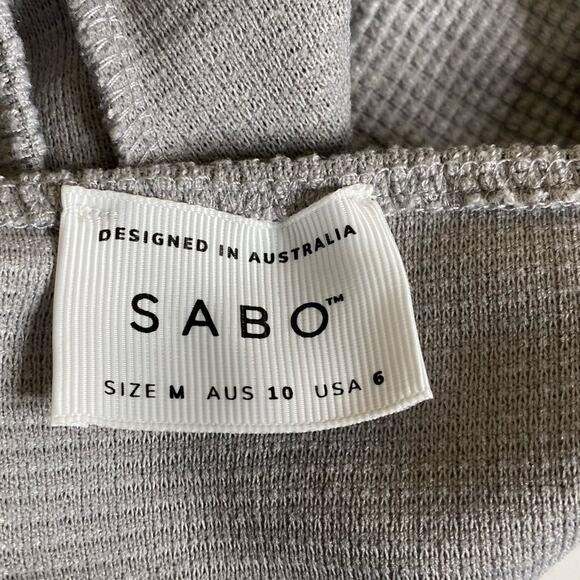 DESIGNED IN AUSTRALIA
SABO™
SIZE M AUS 10 USA 6